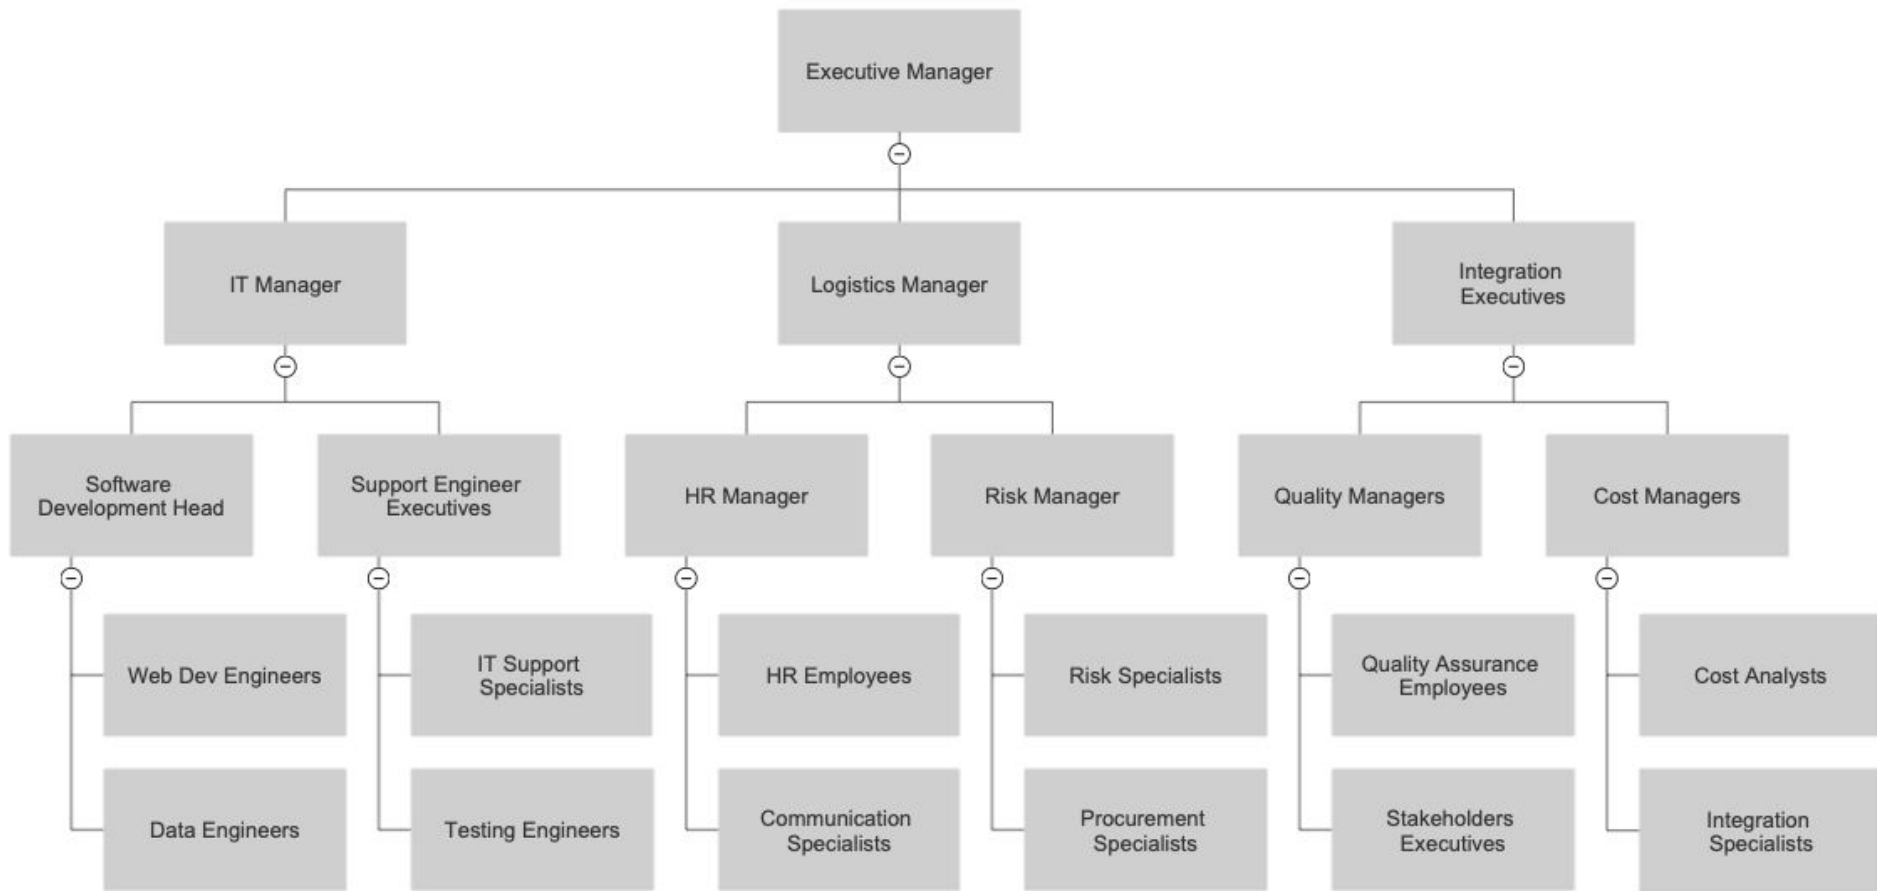 Executive Manager
IT Manager
Logistics Manager
Integration
Executives
Software
Development Head
Support Engineer
Executives
HR Manager
Risk Manager
Quality Managers
Cost Managers
Web Dev Engineers
IT Support
Specialists
HR Employees
Risk Specialists
Quality Assurance
Employees
Cost Analysts
Data Engineers
Testing Engineers
Communication
Specialists
Procurement
Specialists
Stakeholders
Executives
Integration
Specialists